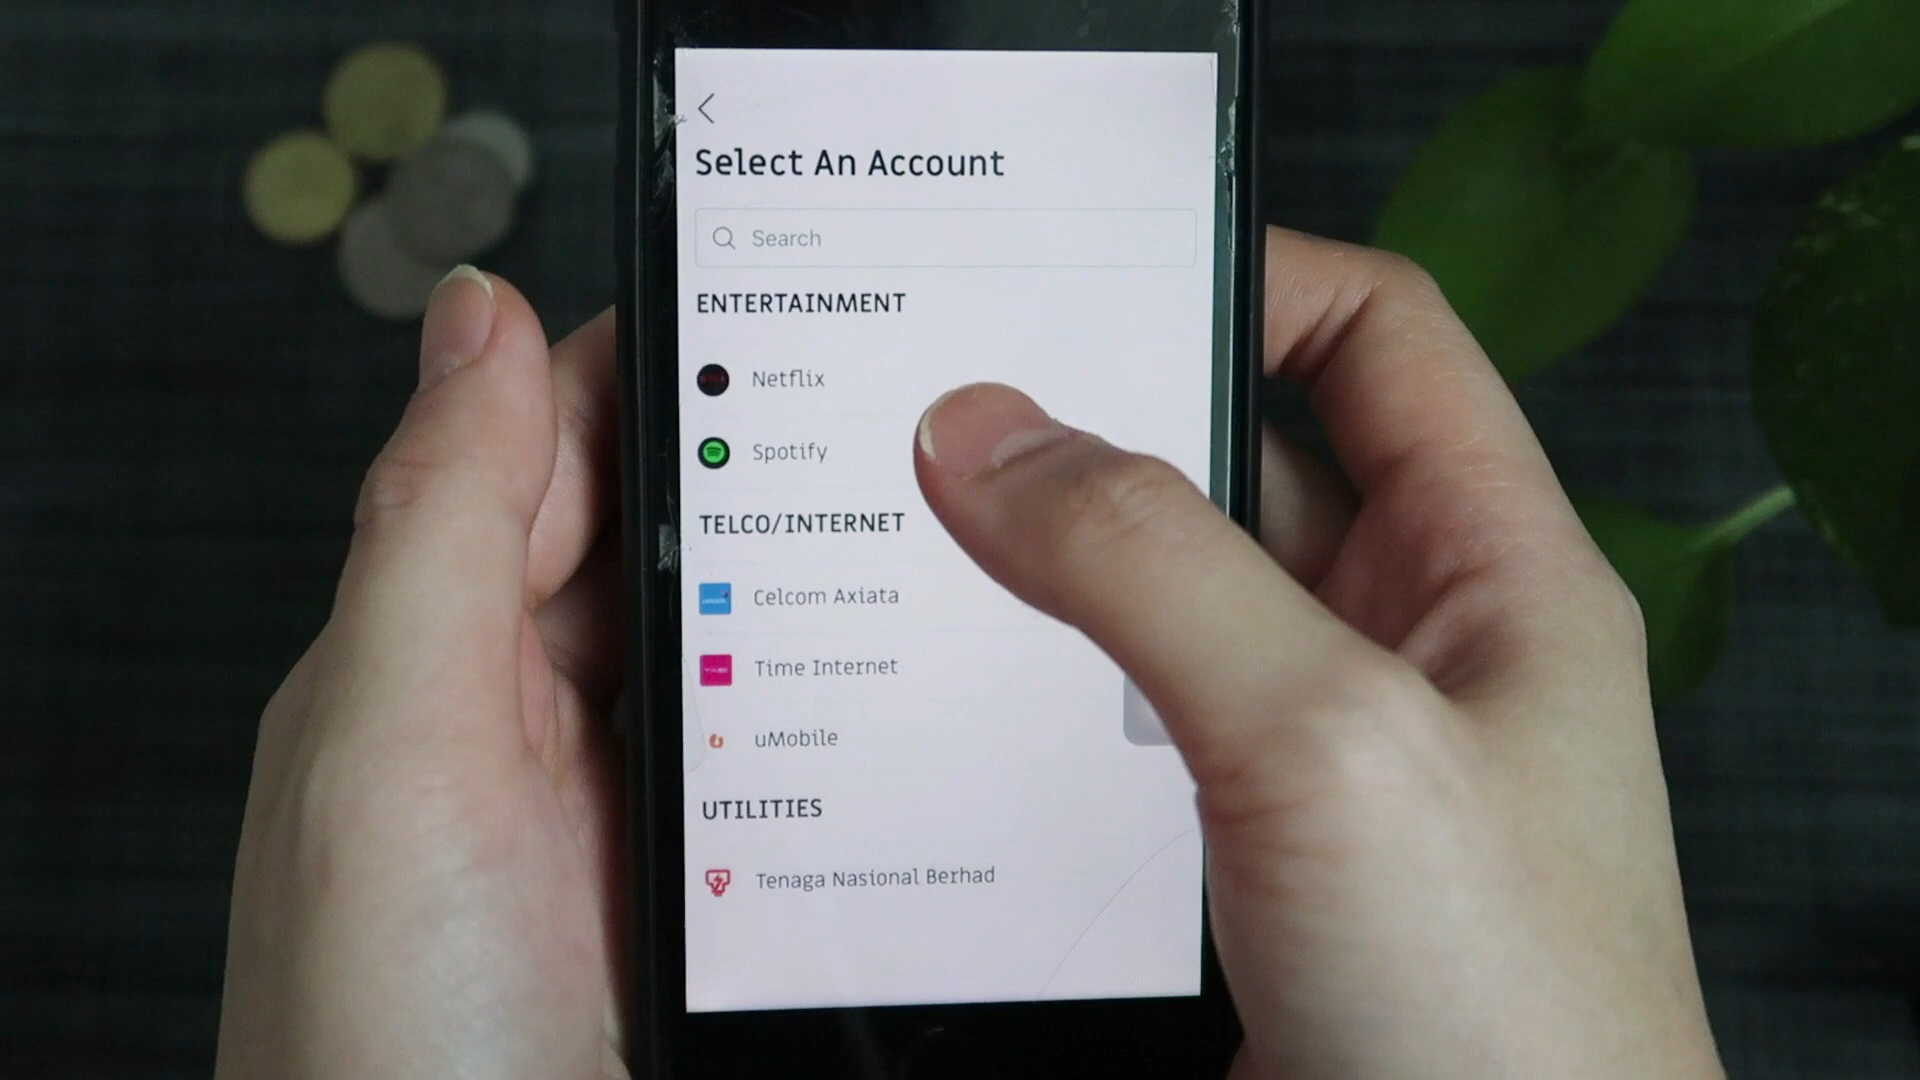 Select An Account
Search
ENTERTAINMENT
Netflix
Spotify
TELCO/INTERNET
Celcom Axiata
Time Internet
uMobile
UTILITIES
Tenaga Nasional Berhad